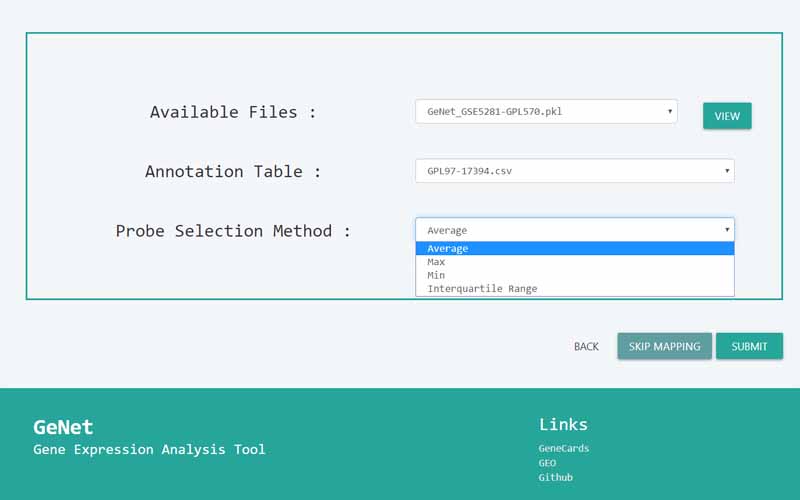 Available Files :
GeNet_GSE5281-GPL570.pkl
VIEW
Annotation Table :
GPL97-17394.csv
Probe Selection Method :
Average
Average
Max
Min
Interquartile Range
BACK
SKIP MAPPING
SUBMIT
GeNet
Gene Expression Analysis Tool
Links
GeneCards
GEO
Github